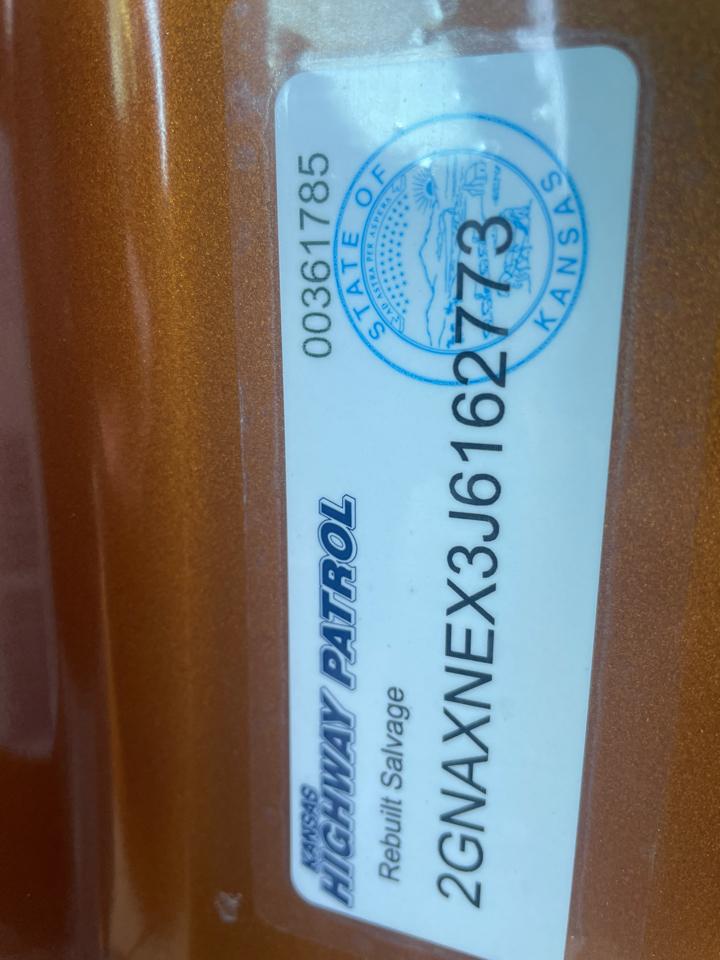 KANSAS
HIGHWAY PATROL
00361785
Rebuilt Salvage
2GNAXNEX3J6162773
STATE OF
KANSAS
AD ASTRA PER ASPERA